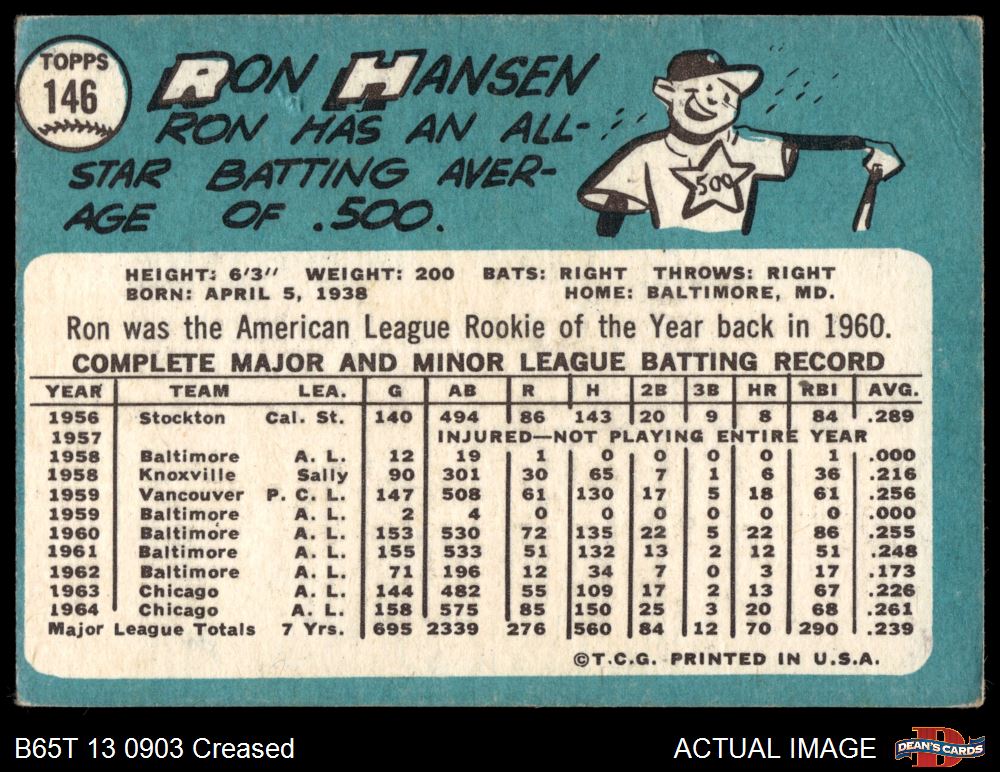 TOPPS
146
RON HANSEN
RON HAS AN ALL-
STAR BATTING AVER-
AGE OF .500.
500
HEIGHT: 6'3" WEIGHT: 200 BATS: RIGHT THROWS: RIGHT
BORN: APRIL 5, 1938 HOME: BALTIMORE, MD.
Ron was the American League Rookie of the Year back in 1960.
COMPLETE MAJOR AND MINOR LEAGUE BATTING RECORD
YEAR TEAM LEA. G AB R H 2B 3B HR RBI AVG.
1956 Stockton Cal. St. 140 494 86 143 20 9 8 84 .289
1957 INJURED—NOT PLAYING ENTIRE YEAR
1958 Baltimore A. L. 12 19 1 0 0 0 0 1 .000
1958 Knoxville Sally 90 301 30 65 7 1 6 36 .216
1959 Vancouver P. C. L. 147 508 61 130 17 5 18 61 .256
1959 Baltimore A. L. 2 4 0 0 0 0 0 0 .000
1960 Baltimore A. L. 153 530 72 135 22 5 22 86 .255
1961 Baltimore A. L. 155 533 51 132 13 2 12 51 .248
1962 Baltimore A. L. 71 196 12 34 7 0 3 17 .173
1963 Chicago A. L. 144 482 55 109 17 2 13 67 .226
1964 Chicago A. L. 158 575 85 150 25 3 20 68 .261
Major League Totals 7 Yrs. 695 2339 276 560 84 12 70 290 .239
©T.C.G. PRINTED IN U.S.A.
B65T 13 0903 Creased
ACTUAL IMAGE
DEAN'S CARDS